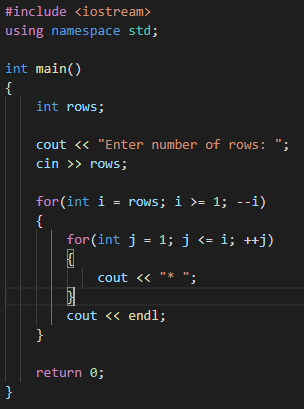 #include <iostream>
using namespace std;
int main()
{
int rows;
cout << "Enter number of rows: ";
cin >> rows;
for(int i = rows; i >= 1; --i)
{
for(int j = 1; j <= i; ++j)
{
cout << "* ";
}
cout << endl;
}
return 0;
}